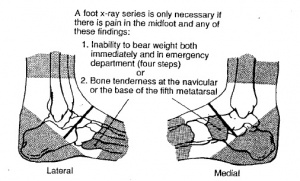 A foot x-ray series is only necessary if
there is pain in the midfoot and any of
these findings:
1. Inability to bear weight both
immediately and in emergency
department (four steps)
or
2. Bone tenderness at the navicular
or the base of the fifth metatarsal
Lateral
Medial